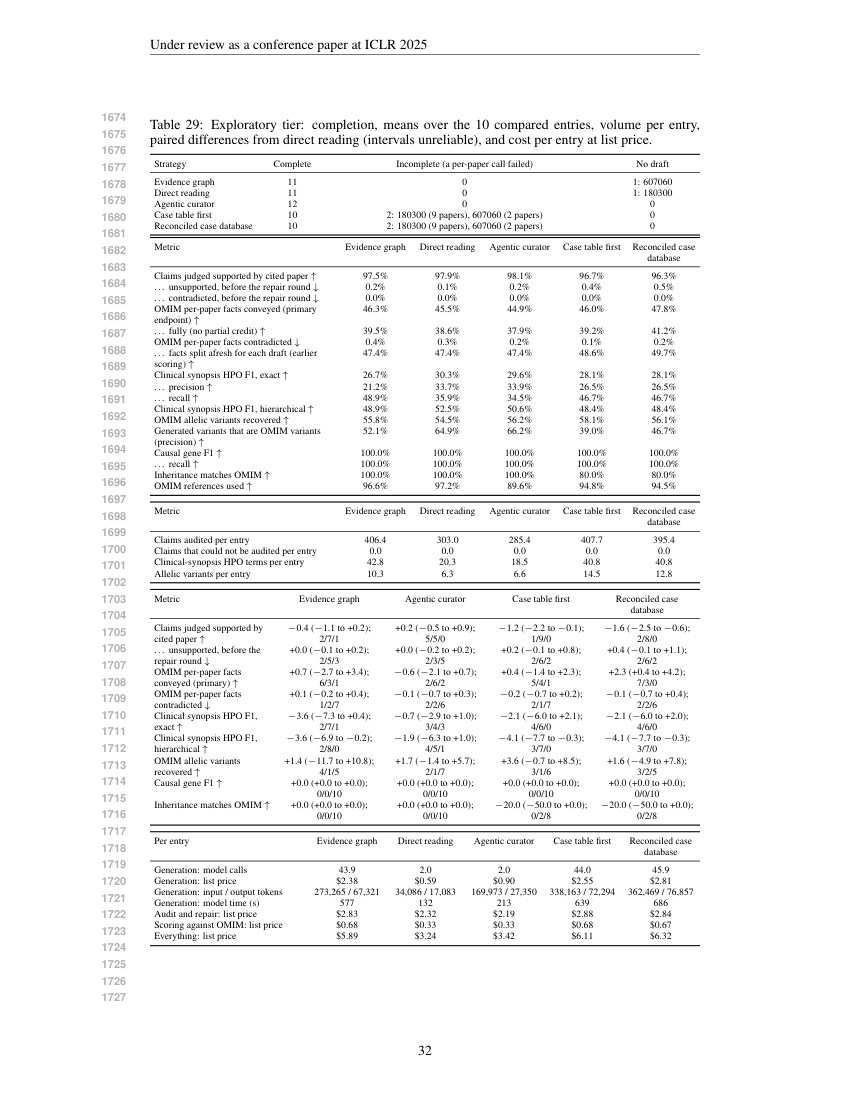 Under review as a conference paper at ICLR 2025
1674
1675
1676
1677
1678
1679
1680
1681
1682
1683
1684
1685
1686
1687
1688
1689
1690
1691
1692
1693
1694
1695
1696
1697
1698
1699
1700
1701
1702
1703
1704
1705
1706
1707
1708
1709
1710
1711
1712
1713
1714
1715
1716
1717
1718
1719
1720
1721
1722
1723
1724
1725
1726
1727
Table 29: Exploratory tier: completion, means over the 10 compared entries, volume per entry,
paired differences from direct reading (intervals unreliable), and cost per entry at list price.
Strategy Complete Incomplete (a per-paper call failed) No draft
Evidence graph 11 0 1: 607060
Direct reading 11 0 1: 180300
Agentic curator 12 0 0
Case table first 10 2: 180300 (9 papers), 607060 (2 papers) 0
Reconciled case database 10 2: 180300 (9 papers), 607060 (2 papers) 0
Metric Evidence graph Direct reading Agentic curator Case table first Reconciled case
database
Claims judged supported by cited paper ↑ 97.5% 97.9% 98.1% 96.7% 96.3%
... unsupported, before the repair round ↓ 0.2% 0.1% 0.2% 0.4% 0.5%
... contradicted, before the repair round ↓ 0.0% 0.0% 0.0% 0.0% 0.0%
OMIM per-paper facts conveyed (primary 46.3% 45.5% 44.9% 46.0% 47.8%
endpoint) ↑
... fully (no partial credit) ↑ 39.5% 38.6% 37.9% 39.2% 41.2%
OMIM per-paper facts contradicted ↓ 0.4% 0.3% 0.2% 0.1% 0.2%
... facts split afresh for each draft (earlier 47.4% 47.4% 47.4% 48.6% 49.7%
scoring) ↑
Clinical synopsis HPO F1, exact ↑ 26.7% 30.3% 29.6% 28.1% 28.1%
... precision ↑ 21.2% 33.7% 33.9% 26.5% 26.5%
... recall ↑ 48.9% 35.9% 34.5% 46.7% 46.7%
Clinical synopsis HPO F1, hierarchical ↑ 48.9% 52.5% 50.6% 48.4% 48.4%
OMIM allelic variants recovered ↑ 55.8% 54.5% 56.2% 58.1% 56.1%
Generated variants that are OMIM variants 52.1% 64.9% 66.2% 39.0% 46.7%
(precision) ↑
Causal gene F1 ↑ 100.0% 100.0% 100.0% 100.0% 100.0%
... recall ↑ 100.0% 100.0% 100.0% 100.0% 100.0%
Inheritance matches OMIM ↑ 100.0% 100.0% 100.0% 80.0% 80.0%
OMIM references used ↑ 96.6% 97.2% 89.6% 94.8% 94.5%
Metric Evidence graph Direct reading Agentic curator Case table first Reconciled case
database
Claims audited per entry 406.4 303.0 285.4 407.7 395.4
Claims that could not be audited per entry 0.0 0.0 0.0 0.0 0.0
Clinical-synopsis HPO terms per entry 42.8 20.3 18.5 40.8 40.8
Allelic variants per entry 10.3 6.3 6.6 14.5 12.8
Metric Evidence graph Agentic curator Case table first Reconciled case
database
Claims judged supported by −0.4 (−1.1 to +0.2); +0.2 (−0.5 to +0.9); −1.2 (−2.2 to −0.1); −1.6 (−2.5 to −0.6);
cited paper ↑ 2/7/1 5/5/0 1/9/0 2/8/0
... unsupported, before the +0.0 (−0.1 to +0.2); +0.0 (−0.2 to +0.2); +0.2 (−0.1 to +0.8); +0.4 (−0.1 to +1.1);
repair round ↓ 2/5/3 2/3/5 2/6/2 2/6/2
OMIM per-paper facts +0.7 (−2.7 to +3.4); −0.6 (−2.1 to +0.7); +0.4 (−1.4 to +2.3); +2.3 (+0.4 to +4.2);
conveyed (primary) ↑ 6/3/1 2/6/2 5/4/1 7/3/0
OMIM per-paper facts +0.1 (−0.2 to +0.4); −0.1 (−0.7 to +0.3); −0.2 (−0.7 to +0.2); −0.1 (−0.7 to +0.4);
contradicted ↓ 1/2/7 2/2/6 2/1/7 2/2/6
Clinical synopsis HPO F1, −3.6 (−7.3 to +0.4); −0.7 (−2.9 to +1.0); −2.1 (−6.0 to +2.1); −2.1 (−6.0 to +2.0);
exact ↑ 2/7/1 3/4/3 4/6/0 4/6/0
Clinical synopsis HPO F1, −3.6 (−6.9 to −0.2); −1.9 (−6.3 to +1.0); −4.1 (−7.7 to −0.3); −4.1 (−7.7 to −0.3);
hierarchical ↑ 2/8/0 4/5/1 3/7/0 3/7/0
OMIM allelic variants +1.4 (−11.7 to +10.8); +1.7 (−1.4 to +5.7); +3.6 (−0.7 to +8.5); +1.6 (−4.9 to +7.8);
recovered ↑ 4/1/5 2/1/7 3/1/6 3/2/5
Causal gene F1 ↑ +0.0 (+0.0 to +0.0); +0.0 (+0.0 to +0.0); +0.0 (+0.0 to +0.0); +0.0 (+0.0 to +0.0);
0/0/10 0/0/10 0/0/10 0/0/10
Inheritance matches OMIM ↑ +0.0 (+0.0 to +0.0); +0.0 (+0.0 to +0.0); −20.0 (−50.0 to +0.0); −20.0 (−50.0 to +0.0);
0/0/10 0/0/10 0/2/8 0/2/8
Per entry Evidence graph Direct reading Agentic curator Case table first Reconciled case
database
Generation: model calls 43.9 2.0 2.0 44.0 45.9
Generation: list price $2.38 $0.59 $0.90 $2.55 $2.81
Generation: input / output tokens 273,265 / 67,321 34,086 / 17,083 169,973 / 27,350 338,163 / 72,294 362,469 / 76,857
Generation: model time (s) 577 132 213 639 686
Audit and repair: list price $2.83 $2.32 $2.19 $2.88 $2.84
Scoring against OMIM: list price $0.68 $0.33 $0.33 $0.68 $0.67
Everything: list price $5.89 $3.24 $3.42 $6.11 $6.32
32